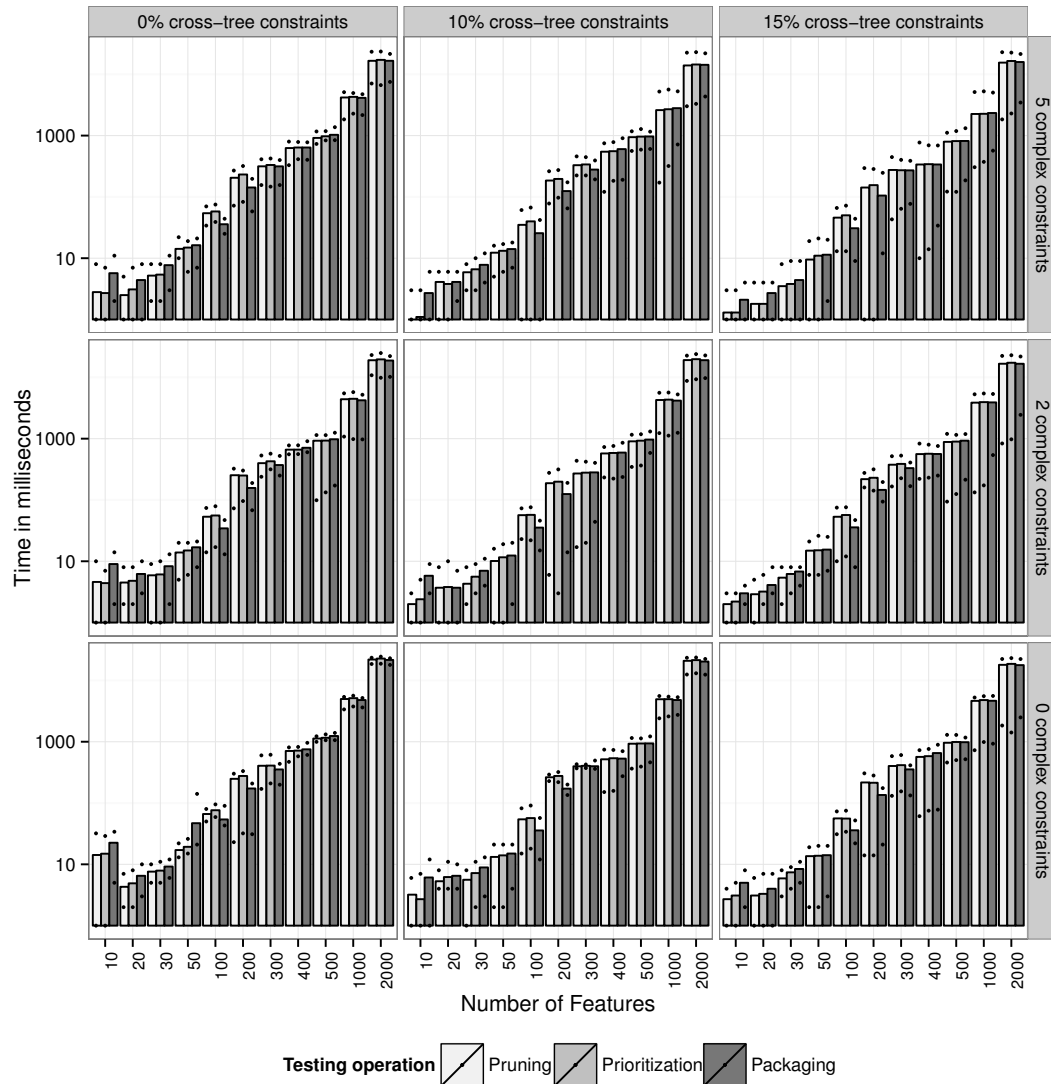 0% cross−tree constraints
10% cross−tree constraints
15% cross−tree constraints
1000
10
5 complex constraints
1000
10
2 complex constraints
1000
10
0 complex constraints
Time in milliseconds
10 20 30 50 100 200 300 400 500 1000 2000
10 20 30 50 100 200 300 400 500 1000 2000
10 20 30 50 100 200 300 400 500 1000 2000
Number of Features
Testing operation Pruning Prioritization Packaging